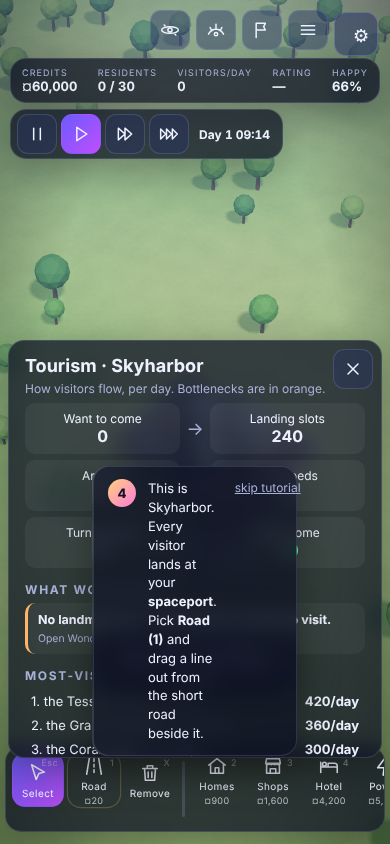 CREDITS RESIDENTS VISITORS/DAY RATING HAPPY
¤60,000 0 / 30 0 — 66%
Day 1 09:14
Tourism · Skyharbor
How visitors flow, per day. Bottlenecks are in orange.
Want to come → Landing slots
0 240
4
This is
Skyharbor.
Every
visitor
lands at
your
spaceport.
Pick Road
(1) and
drag a line
out from
the short
road
beside it.
skip tutorial
Turn
WHAT WO
No landm visit.
MOST-VIS
1. the Tess 420/day
2. the Gra 360/day
3. the Cora 300/day
Esc 1 X 2 3 4
Select Road Remove Homes Shops Hotel Pow
¤20 ¤900 ¤1,600 ¤4,200 ¤5,